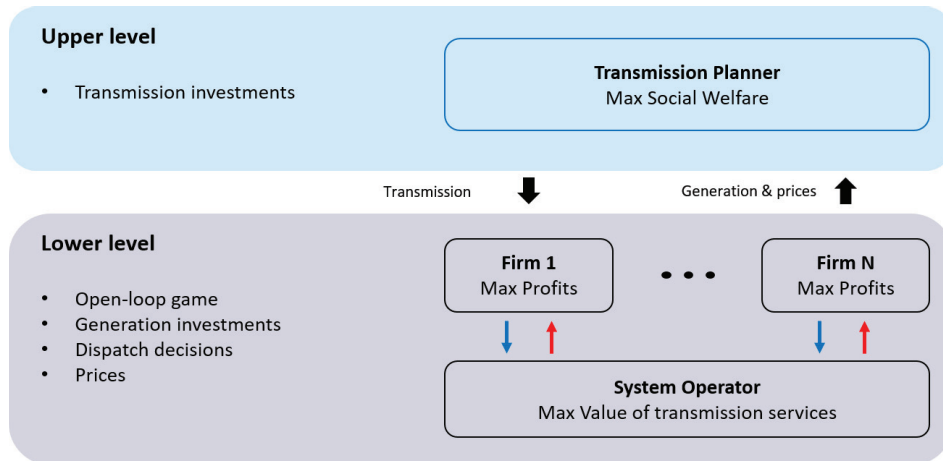 Upper level
• Transmission investments
Transmission Planner
Max Social Welfare
Transmission
Generation & prices
Lower level
• Open-loop game
• Generation investments
• Dispatch decisions
• Prices
Firm 1
Max Profits
• • •
Firm N
Max Profits
System Operator
Max Value of transmission services